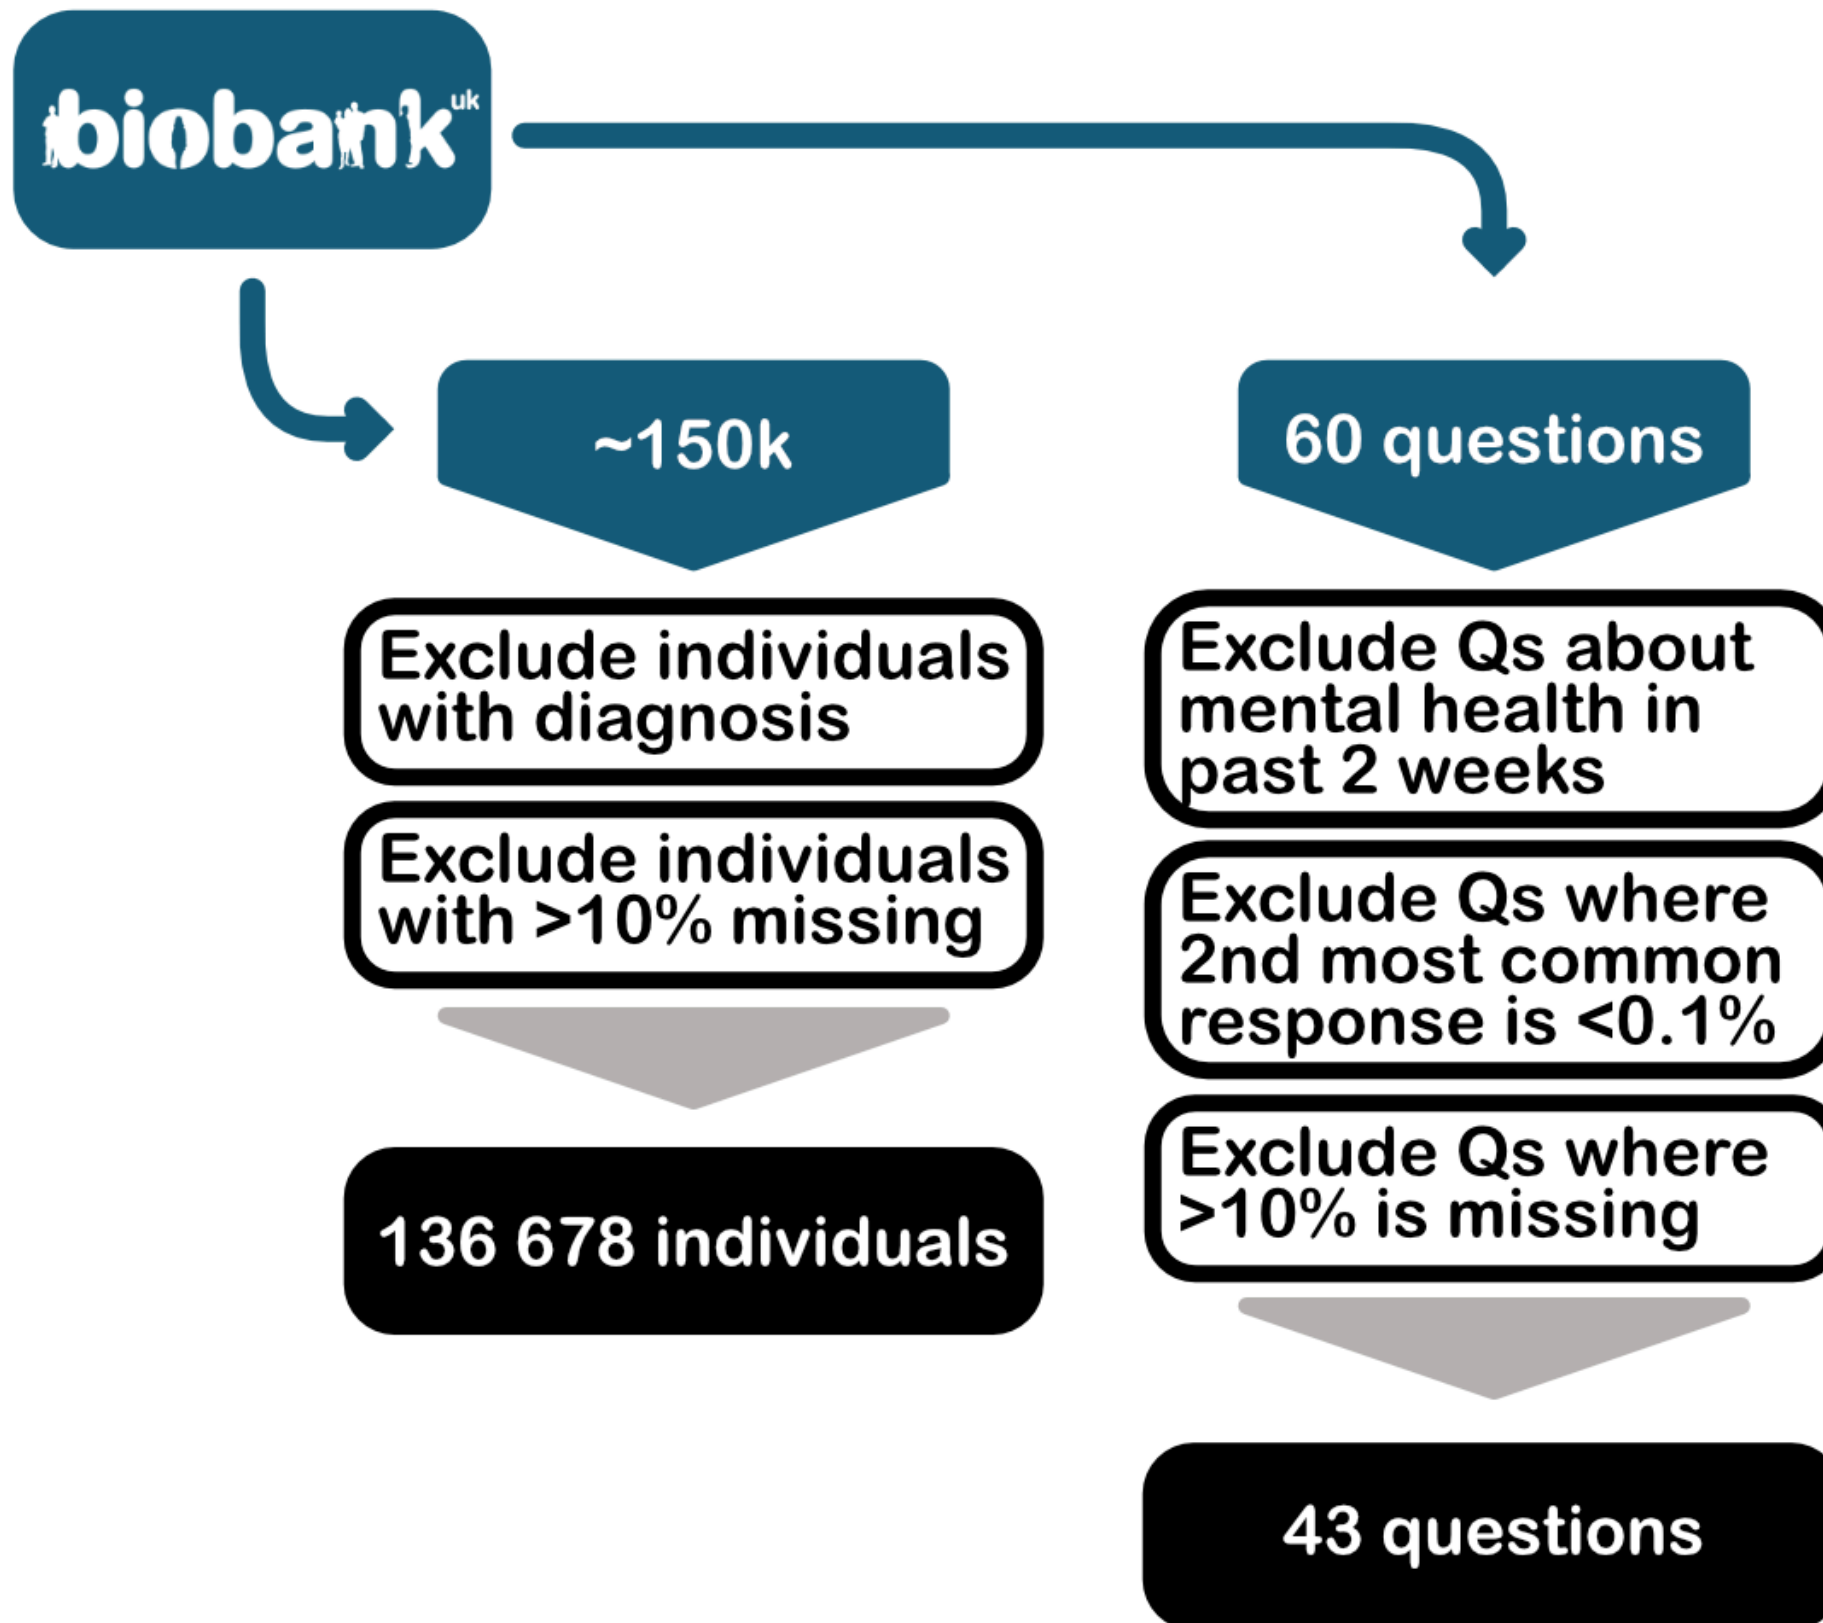 biobank uk
~150k
60 questions
Exclude individuals
with diagnosis
Exclude individuals
with >10% missing
136 678 individuals
Exclude Qs about
mental health in
past 2 weeks
Exclude Qs where
2nd most common
response is <0.1%
Exclude Qs where
>10% is missing
43 questions